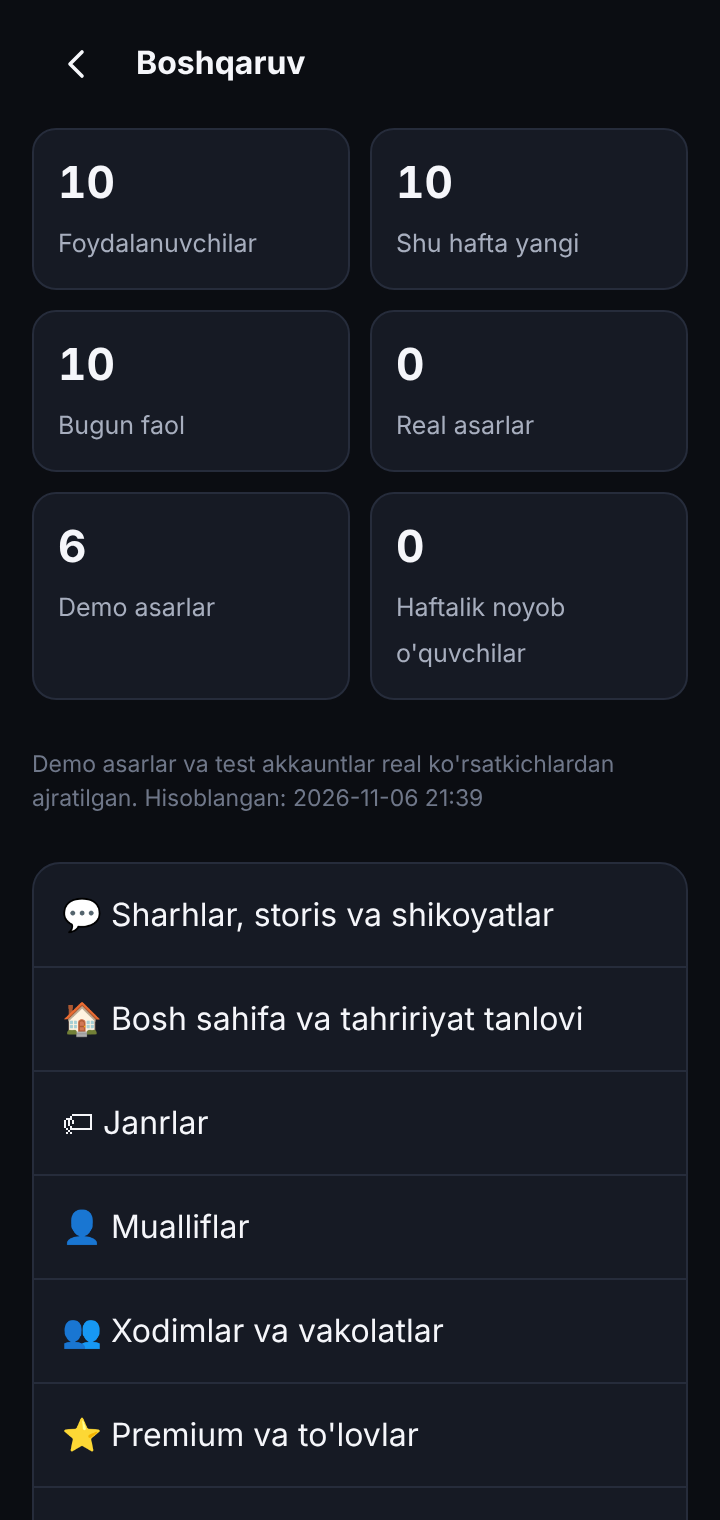 Boshqaruv
10
Foydalanuvchilar
10
Shu hafta yangi
10
Bugun faol
0
Real asarlar
6
Demo asarlar
0
Haftalik noyob
o'quvchilar
Demo asarlar va test akkauntlar real ko'rsatkichlardan
ajratilgan. Hisoblangan: 2026-11-06 21:39
💬 Sharhlar, storis va shikoyatlar
🏠 Bosh sahifa va tahririyat tanlovi
🏷 Janrlar
👤 Mualliflar
👥 Xodimlar va vakolatlar
⭐ Premium va to'lovlar